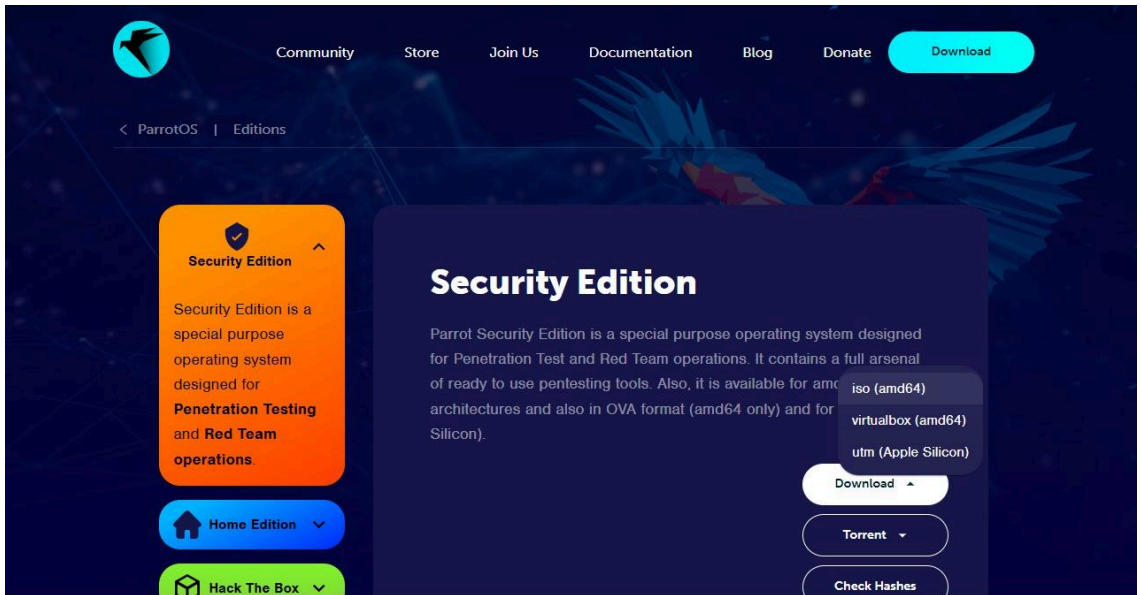 Community Store Join Us Documentation Blog Donate Download
< ParrotOS | Editions
Security Edition
Security Edition is a
special purpose
operating system
designed for
Penetration Testing
and Red Team
operations.
Home Edition
Hack The Box
Security Edition
Parrot Security Edition is a special purpose operating system designed
for Penetration Test and Red Team operations. It contains a full arsenal
of ready to use pentesting tools. Also, it is available for
architectures and also in OVA format (amd64 only) and for
Silicon).
iso (amd64)
virtualbox (amd64)
utm (Apple Silicon)
Download
Torrent
Check Hashes